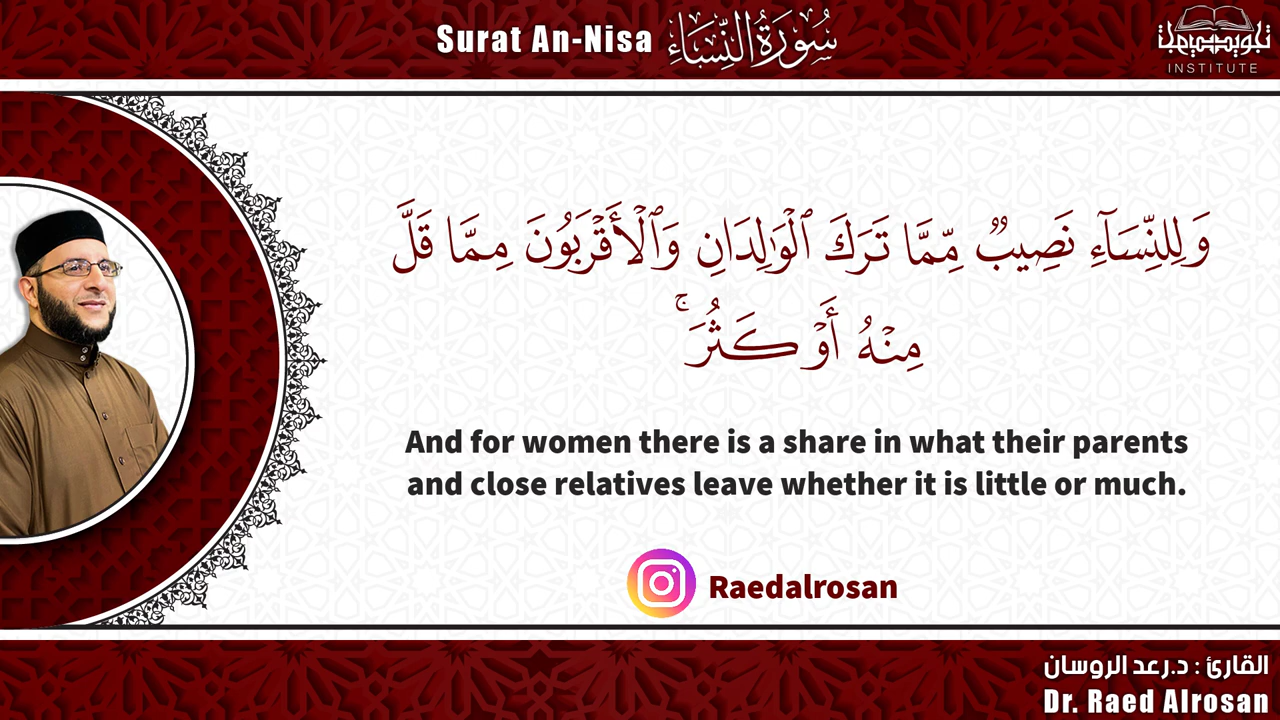 Surat An-Nisa سُورَةُ النِّسَاءِ
INSTITUTE
وَلِلنِّسَآءِ نَصِيبٞ مِّمَّا تَرَكَ ٱلۡوَٰلِدَانِ وَٱلۡأَقۡرَبُونَ مِمَّا قَلَّ
مِنۡهُ أَوۡ كَثُرَۚ
And for women there is a share in what their parents
and close relatives leave whether it is little or much.
Raedalrosan
القارئ : د.رعد الروسان
Dr. Raed Alrosan